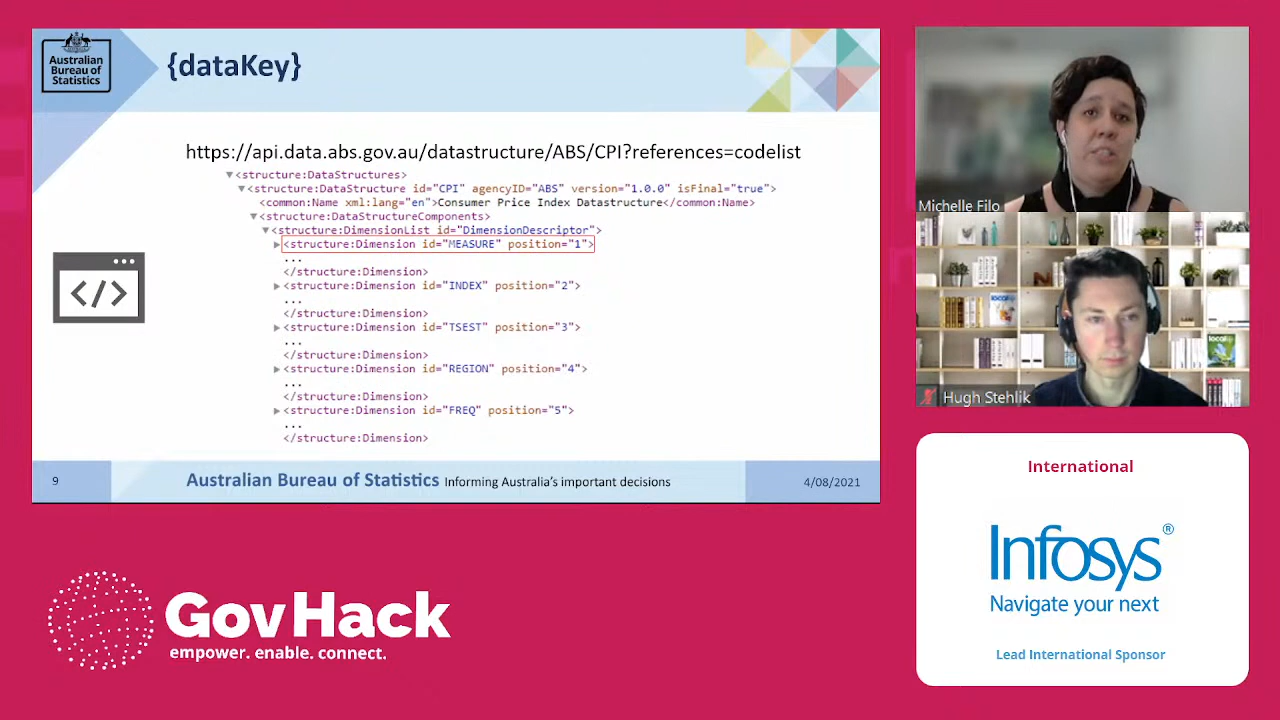 Australian
Bureau of
Statistics
{dataKey}
https://api.data.abs.gov.au/datastructure/ABS/CPI?references=codelist
<structure:DataStructures>
<structure:DataStructure id="CPI" agencyID="ABS" version="1.0.0" isFinal="true">
<common:Name xml:lang="en">Consumer Price Index Datastructure</common:Name>
<structure:DataStructureComponents>
<structure:DimensionList id="DimensionDescriptor">
<structure:Dimension id="MEASURE" position="1">
...
</structure:Dimension>
<structure:Dimension id="INDEX" position="2">
...
</structure:Dimension>
<structure:Dimension id="TSEST" position="3">
...
</structure:Dimension>
<structure:Dimension id="REGION" position="4">
...
</structure:Dimension>
<structure:Dimension id="FREQ" position="5">
...
</structure:Dimension>
</>
9
Australian Bureau of Statistics Informing Australia's important decisions
4/08/2021
Michelle Filo
local
local
Hugh Stehlik
GovHack
empower. enable. connect.
International
Infosys®
Navigate your next
Lead International Sponsor